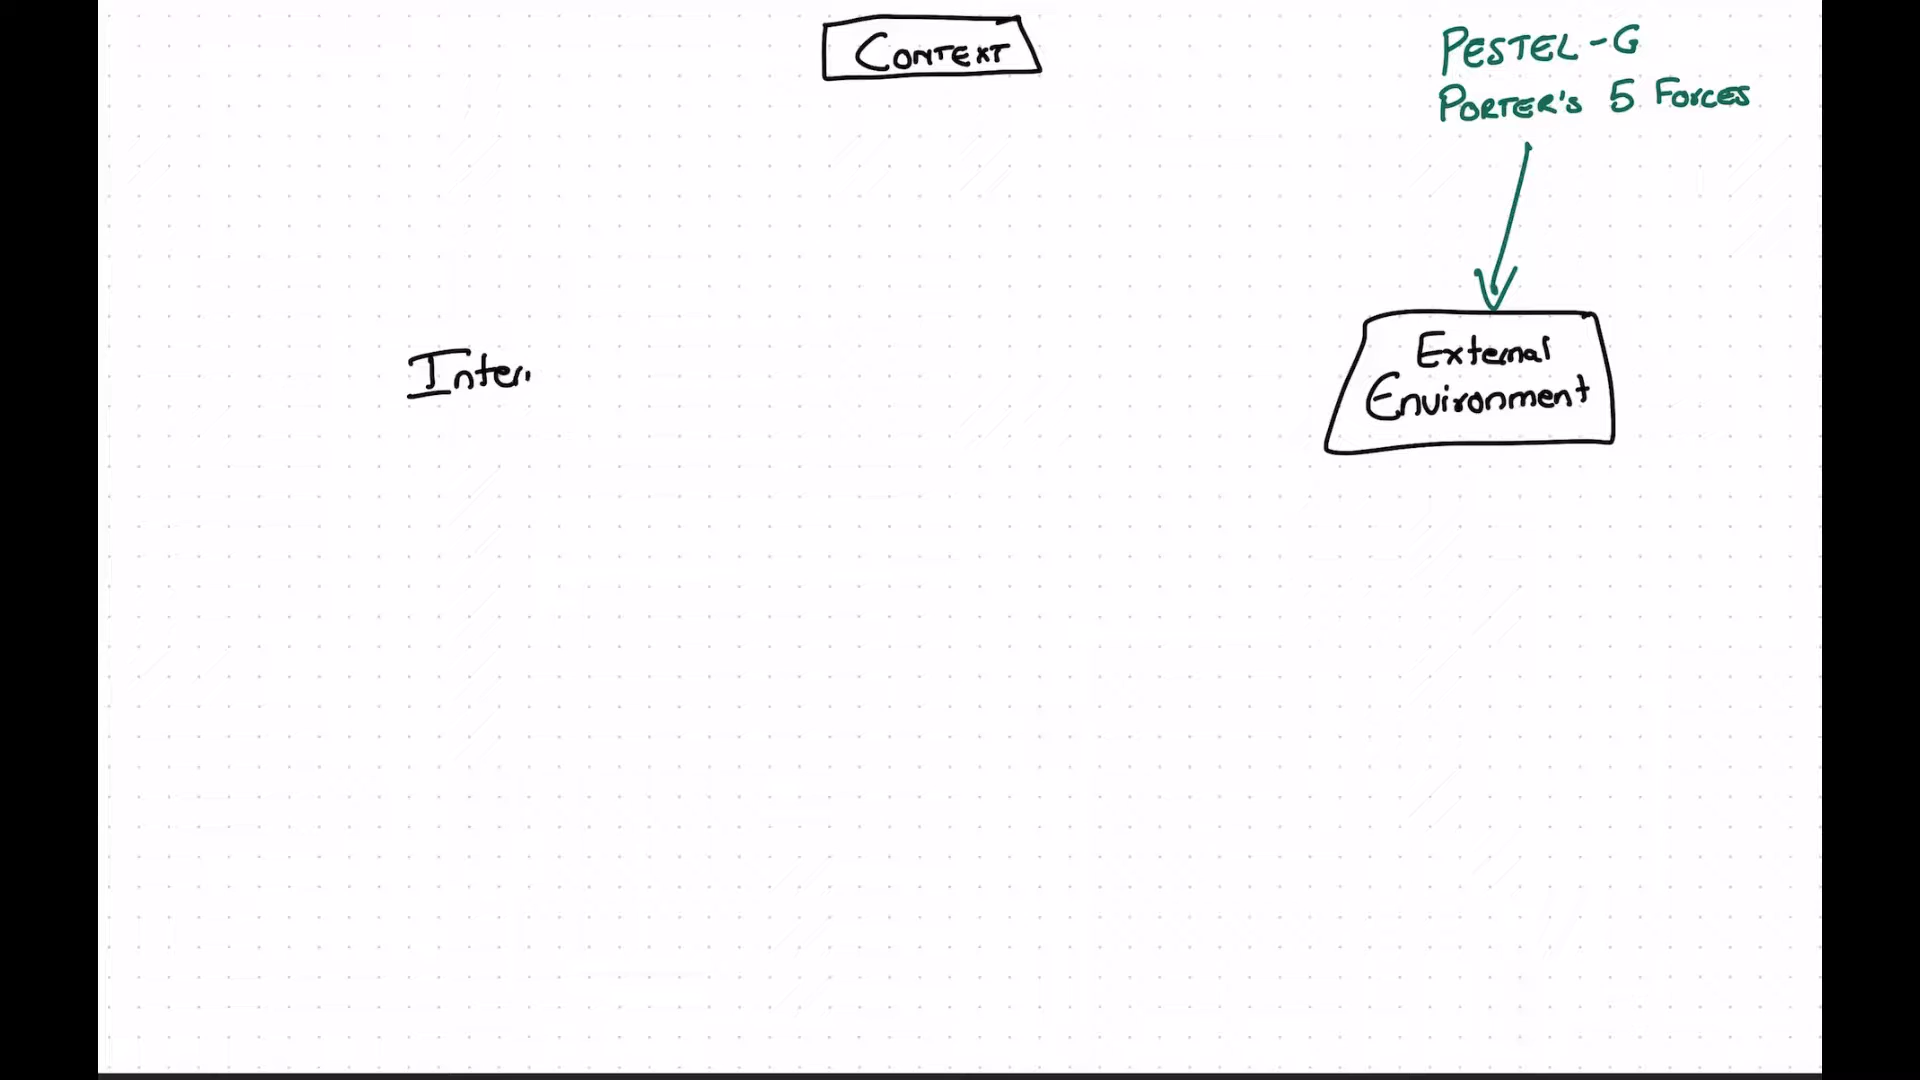 CONTEXT
PESTEL-G
PORTER'S 5 FORCES
External
Environment
Inter